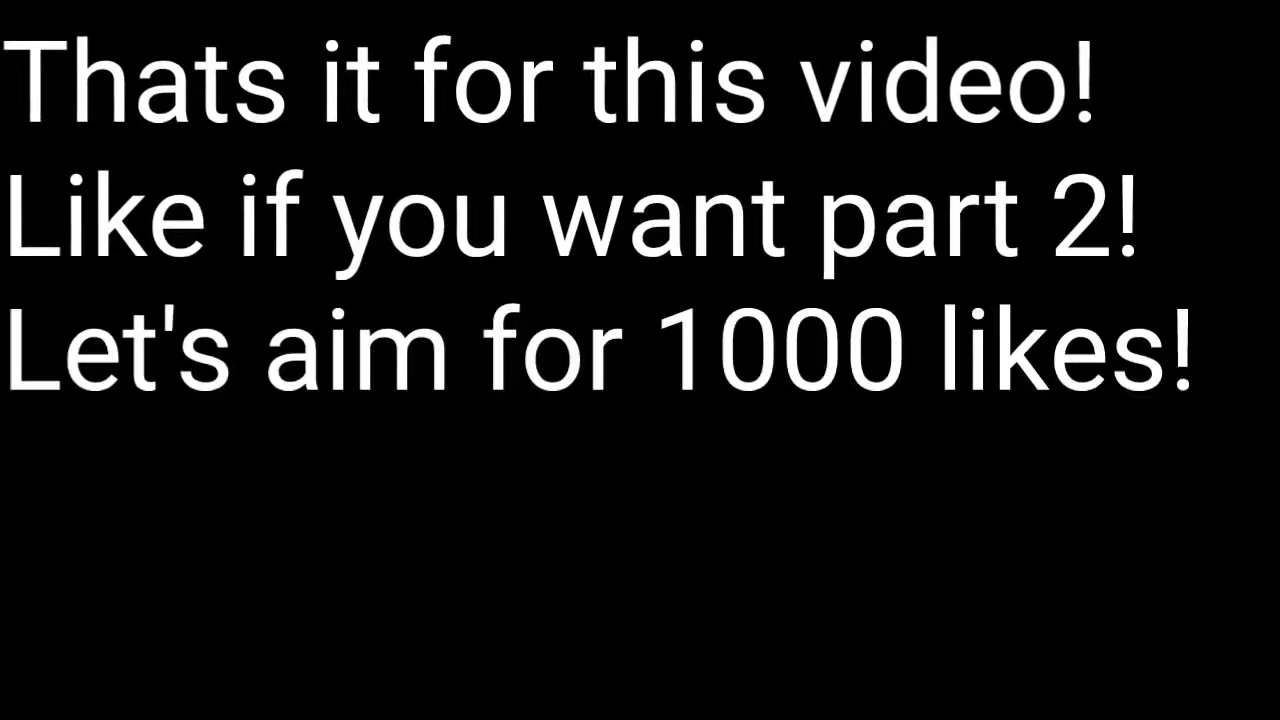 Thats it for this video!
Like if you want part 2!
Let's aim for 1000 likes!